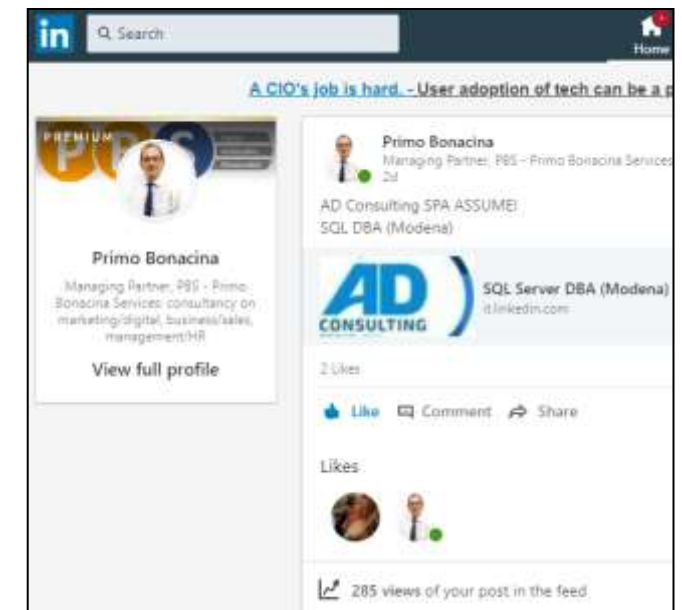 in
Search
Home
A CIO's job is hard. - User adoption of tech can be a p
PREMIUM
PBS
Primo Bonacina
Managing Partner, PBS - Primo
Bonacina Services: consultancy on
marketing/digital, business/sales,
management/HR
View full profile
Primo Bonacina
Managing Partner, PBS - Primo Bonacina Services
2d
AD Consulting SPA ASSUME!
SQL DBA (Modena)
AD
CONSULTING
SQL Server DBA (Modena)
it.linkedin.com
2 Likes
Like Comment Share
Likes
285 views of your post in the feed